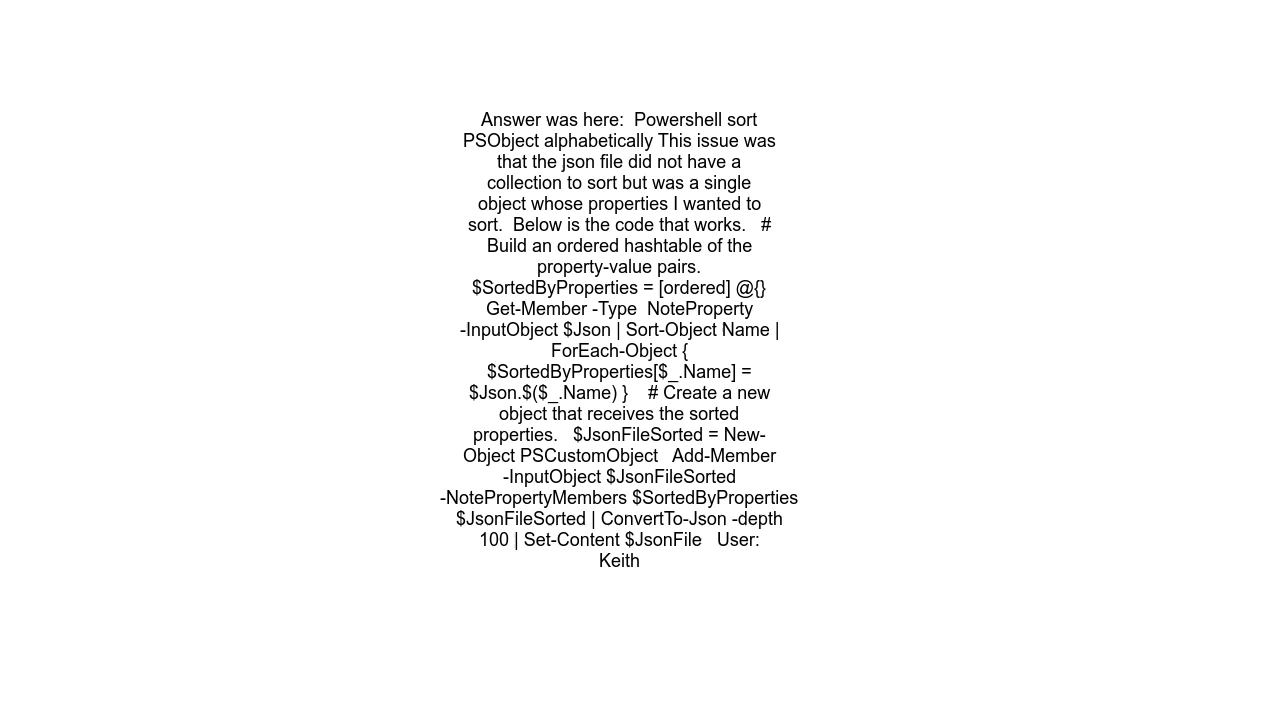 Answer was here:  Powershell sort
PSObject alphabetically This issue was
that the json file did not have a
collection to sort but was a single
object whose properties I wanted to
sort.  Below is the code that works.   #
Build an ordered hashtable of the
property-value pairs.
$SortedByProperties = [ordered] @{}
Get-Member -Type  NoteProperty
-InputObject $Json | Sort-Object Name |
ForEach-Object {
$SortedByProperties[$_.Name] =
$Json.$($_.Name) }    # Create a new
object that receives the sorted
properties.   $JsonFileSorted = New-
Object PSCustomObject   Add-Member
-InputObject $JsonFileSorted
-NotePropertyMembers $SortedByProperties
$JsonFileSorted | ConvertTo-Json -depth
100 | Set-Content $JsonFile   User:
Keith